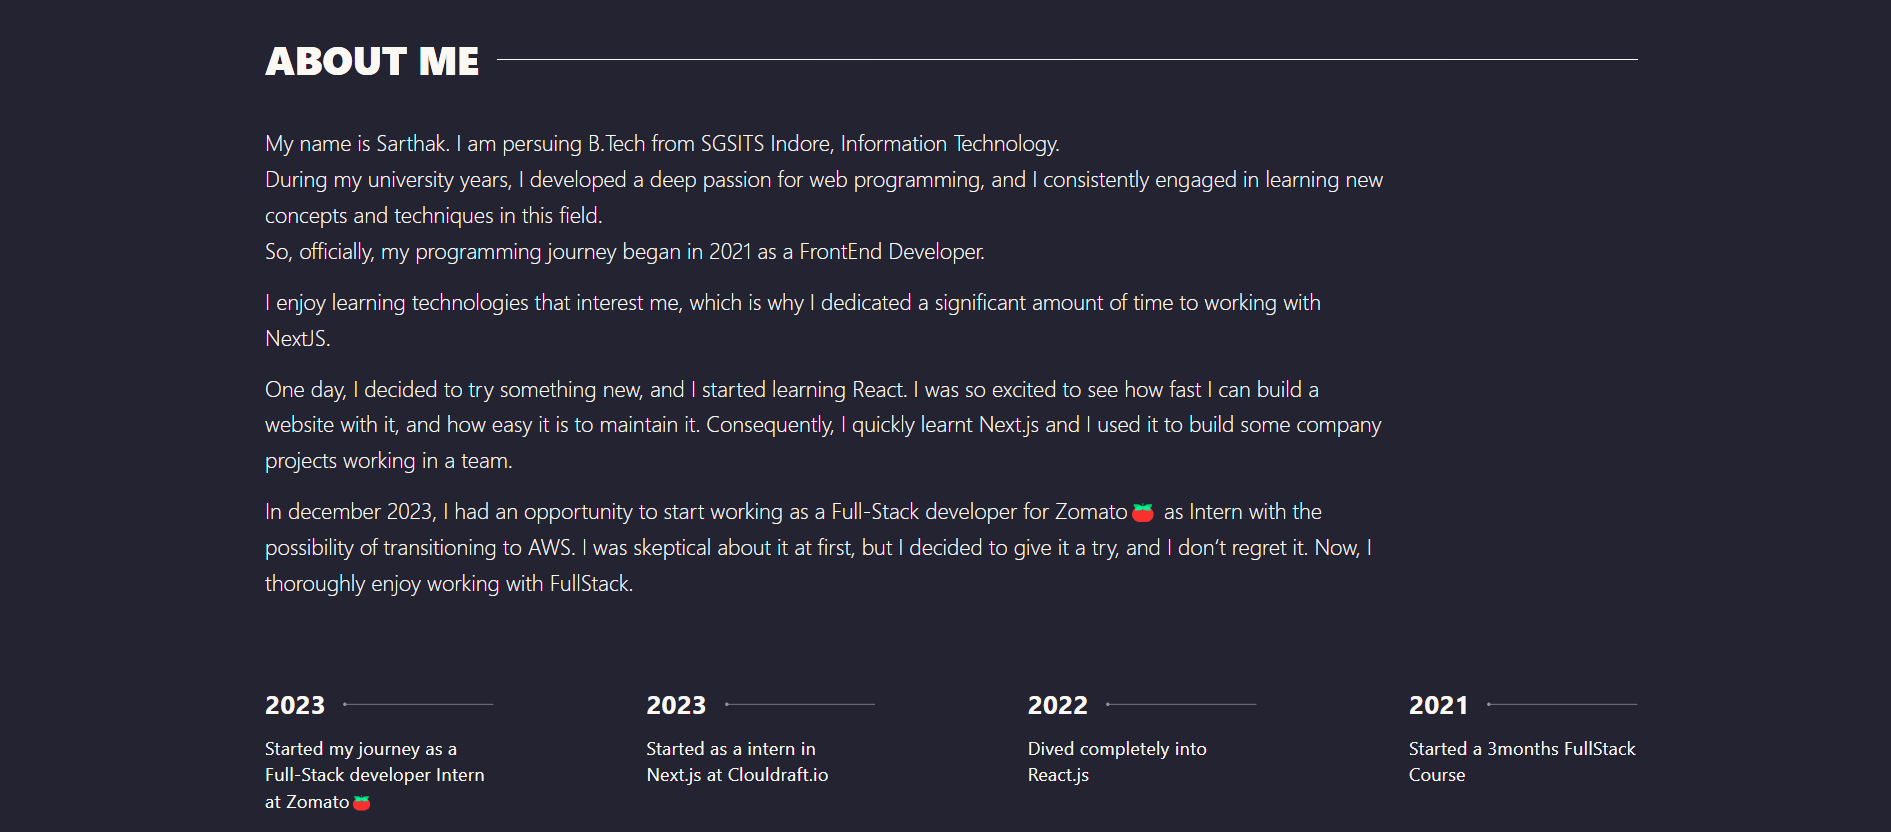 ABOUT ME
My name is Sarthak. I am persuing B.Tech from SGSITS Indore, Information Technology.
During my university years, I developed a deep passion for web programming, and I consistently engaged in learning new
concepts and techniques in this field.
So, officially, my programming journey began in 2021 as a FrontEnd Developer.
I enjoy learning technologies that interest me, which is why I dedicated a significant amount of time to working with
NextJS.
One day, I decided to try something new, and I started learning React. I was so excited to see how fast I can build a
website with it, and how easy it is to maintain it. Consequently, I quickly learnt Next.js and I used it to build some company
projects working in a team.
In december 2023, I had an opportunity to start working as a Full-Stack developer for Zomato🍅 as Intern with the
possibility of transitioning to AWS. I was skeptical about it at first, but I decided to give it a try, and I don't regret it. Now, I
thoroughly enjoy working with FullStack.
2023
Started my journey as a
Full-Stack developer Intern
at Zomato🍅
2023
Started as a intern in
Next.js at Clouldraft.io
2022
Dived completely into
React.js
2021
Started a 3months FullStack
Course